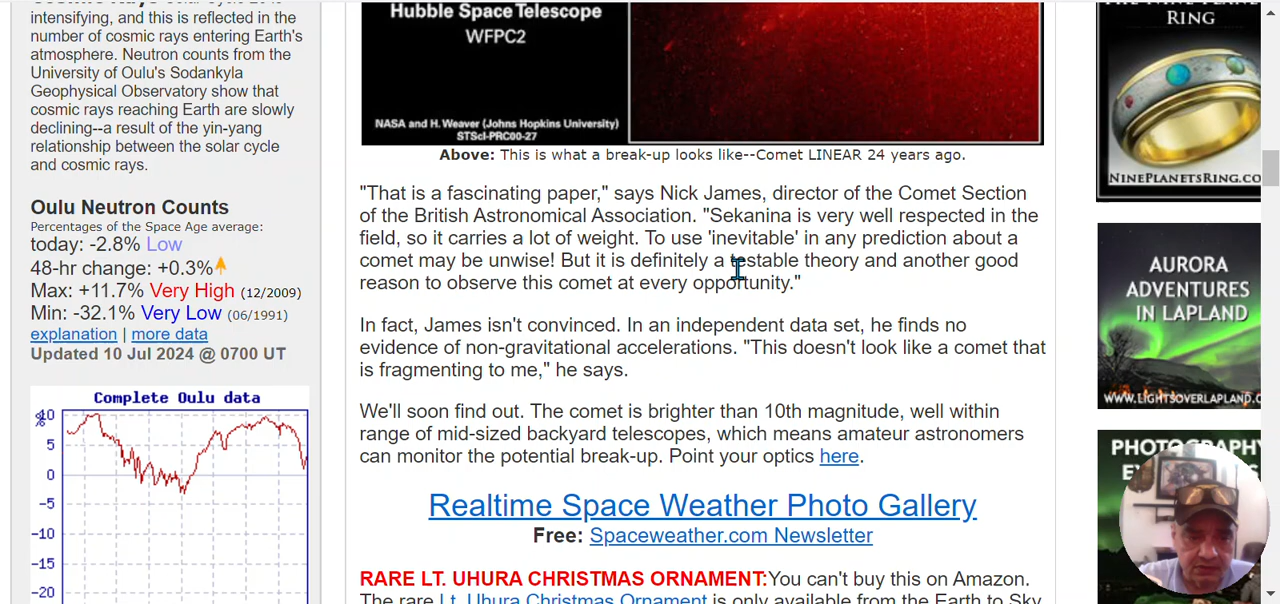 intensifying, and this is reflected in the
number of cosmic rays entering Earth's
atmosphere. Neutron counts from the
University of Oulu's Sodankyla
Geophysical Observatory show that
cosmic rays reaching Earth are slowly
declining--a result of the yin-yang
relationship between the solar cycle
and cosmic rays.
Oulu Neutron Counts
Percentages of the Space Age average:
today: -2.8% Low
48-hr change: +0.3%
Max: +11.7% Very High (12/2009)
Min: -32.1% Very Low (06/1991)
explanation | more data
Updated 10 Jul 2024 @ 0700 UT
Complete Oulu data
%
10
5
0
-5
-10
-15
-20
Hubble Space Telescope
WFPC2
NASA and H. Weaver (Johns Hopkins University)
STScI-PRC00-27
Above: This is what a break-up looks like--Comet LINEAR 24 years ago.
"That is a fascinating paper," says Nick James, director of the Comet Section
of the British Astronomical Association. "Sekanina is very well respected in the
field, so it carries a lot of weight. To use 'inevitable' in any prediction about a
comet may be unwise! But it is definitely a testable theory and another good
reason to observe this comet at every opportunity."
In fact, James isn't convinced. In an independent data set, he finds no
evidence of non-gravitational accelerations. "This doesn't look like a comet that
is fragmenting to me," he says.
We'll soon find out. The comet is brighter than 10th magnitude, well within
range of mid-sized backyard telescopes, which means amateur astronomers
can monitor the potential break-up. Point your optics here.
Realtime Space Weather Photo Gallery
Free: Spaceweather.com Newsletter
RARE LT. UHURA CHRISTMAS ORNAMENT:You can't buy this on Amazon.
The rare Lt. Uhura Christmas Ornament is only available from the Earth to Sky
RING
NINEPLANETSRING.CO
AURORA
ADVENTURES
IN LAPLAND
WWW.LIGHTSOVERLAPLAND.C
PHOTOGRAPHY